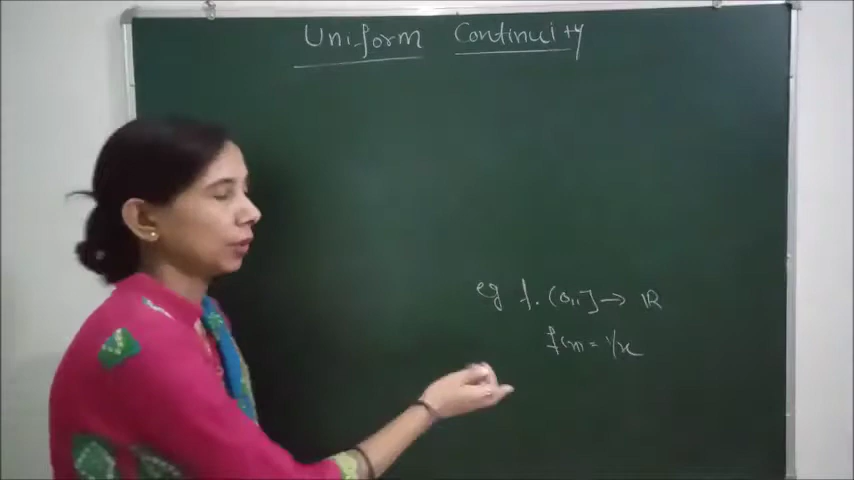 Uniform Continuity
eg f: (0,1] → ℝ
f(x) = 1/x